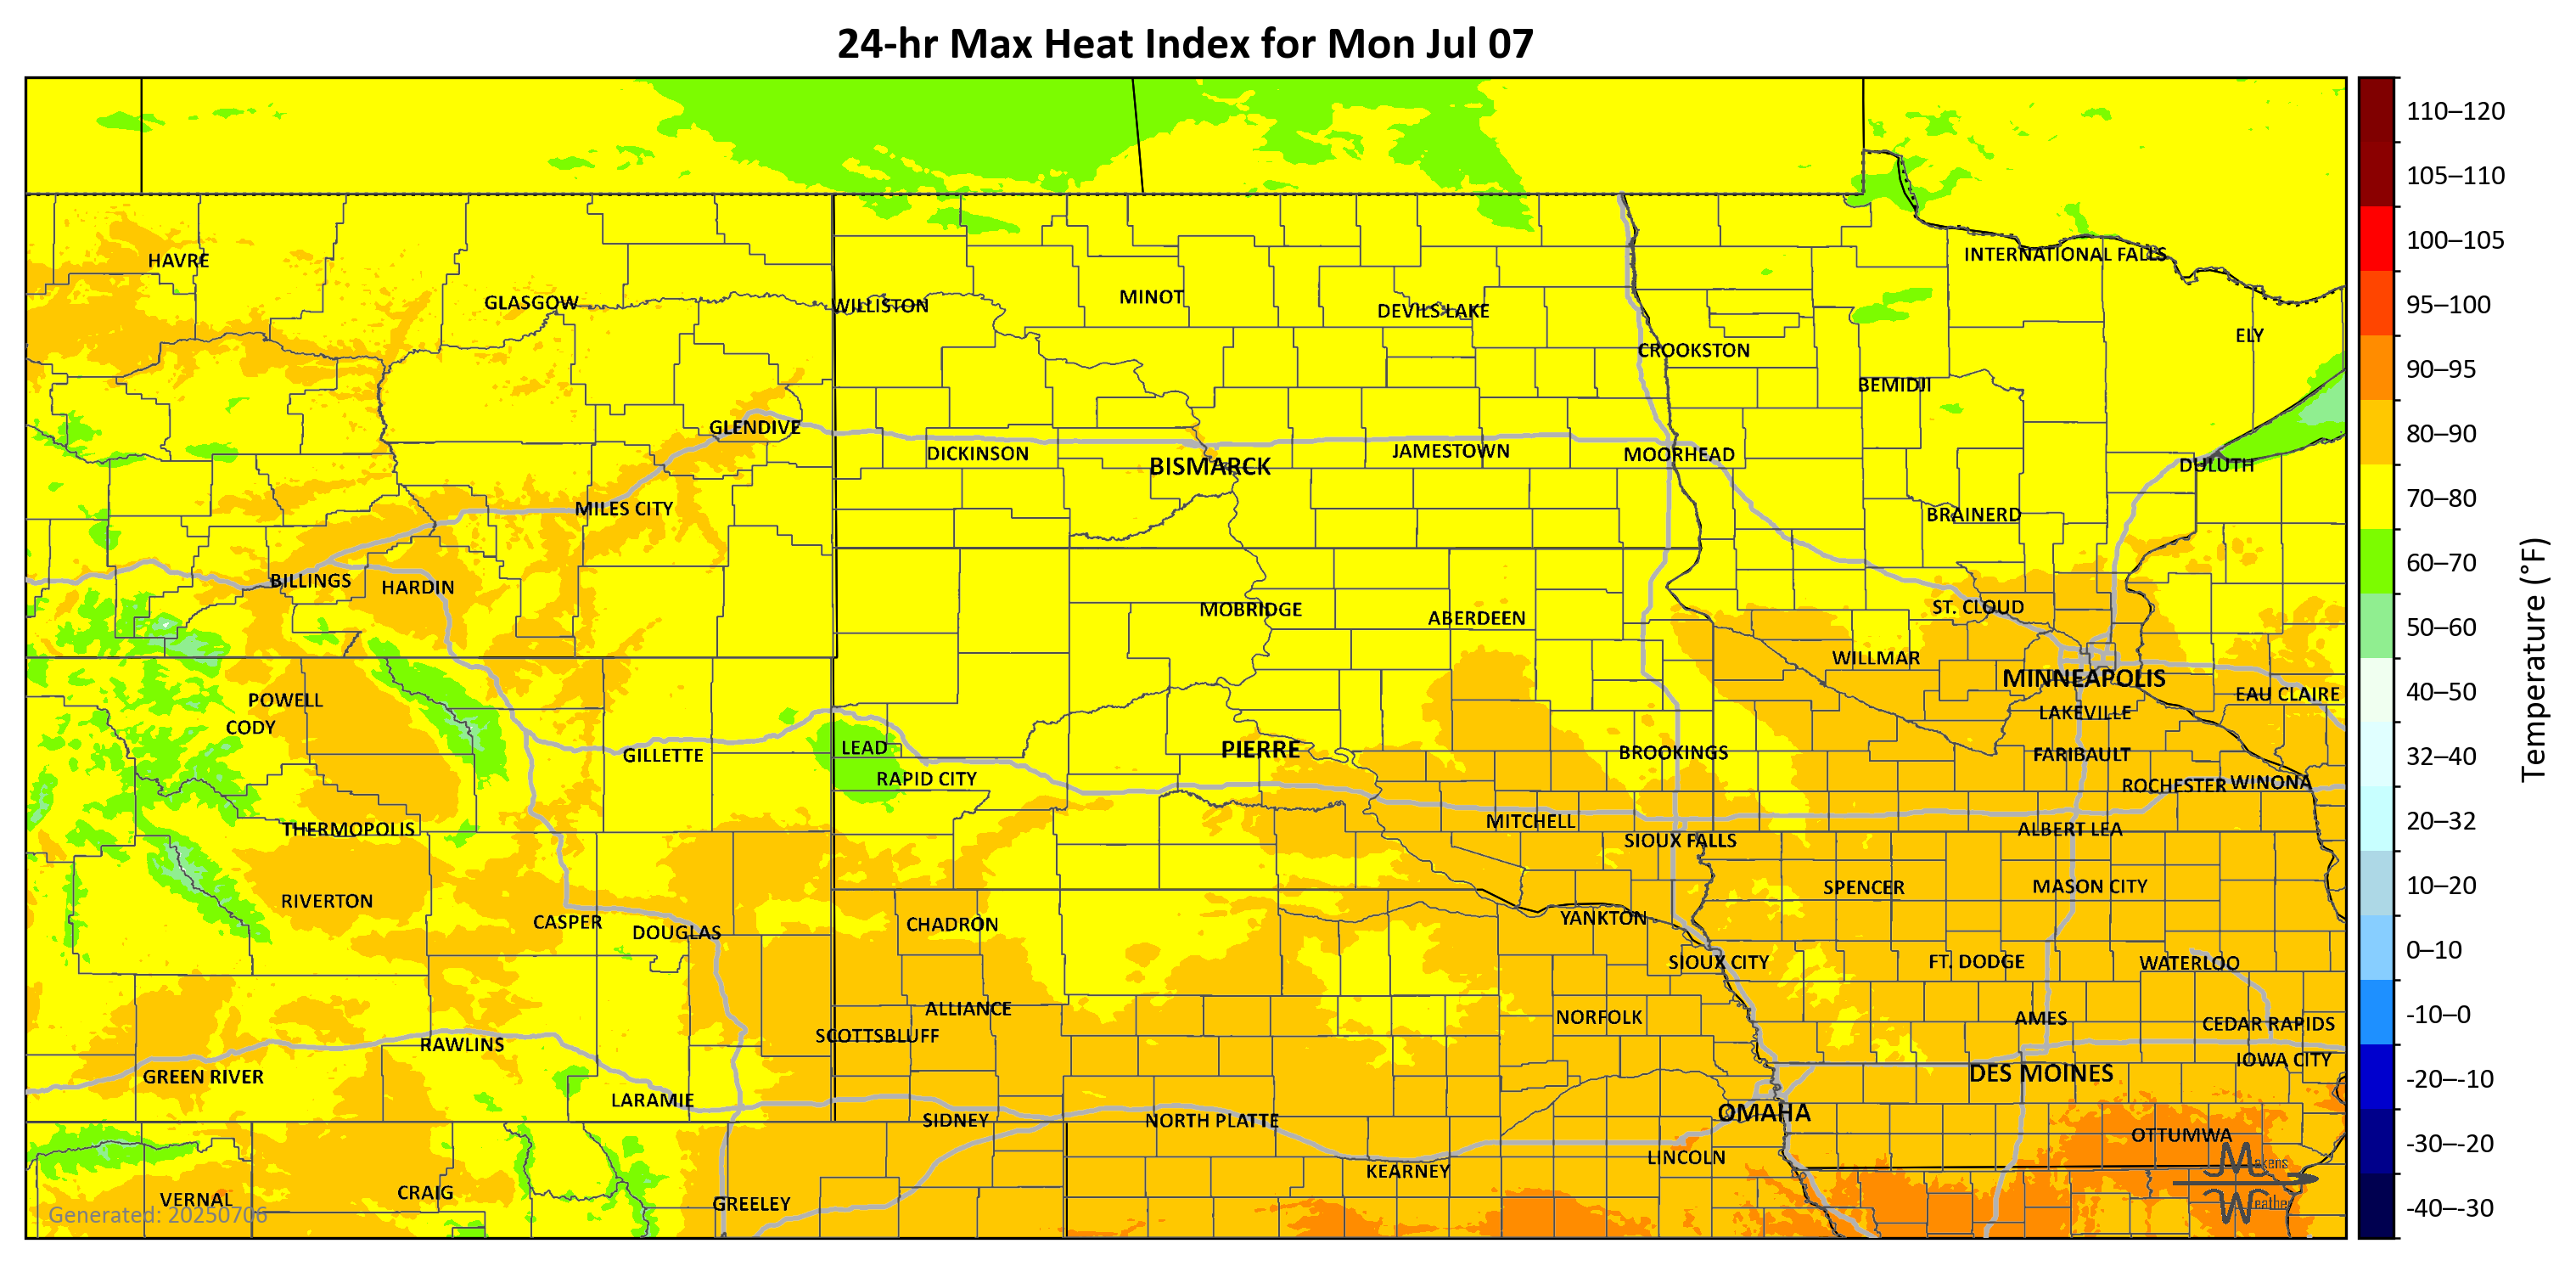 24-hr Max Heat Index for Mon Jul 07
110−120
105−110
100−105
95−100
90−95
80−90
70−80
60−70
50−60
40−50
32−40
20−32
10−20
0−10
-10−0
-20−-10
-30−-20
-40−-30
Temperature (°F)
HAVRE
INTERNATIONAL FALLS
GLASGOW
WILLISTON
MINOT
DEVILS LAKE
ELY
CROOKSTON
BEMIDJI
GLENDIVE
DICKINSON
BISMARCK
JAMESTOWN
MOORHEAD
DULUTH
MILES CITY
BRAINERD
BILLINGS
HARDIN
MOBRIDGE
ABERDEEN
ST. CLOUD
WILLMAR
MINNEAPOLIS
EAU CLAIRE
POWELL
CODY
LAKEVILLE
GILLETTE
LEAD
PIERRE
BROOKINGS
FARIBAULT
RAPID CITY
ROCHESTER
WINONA
THERMOPOLIS
MITCHELL
SIOUX FALLS
ALBERT LEA
RIVERTON
SPENCER
MASON CITY
CASPER
DOUGLAS
CHADRON
YANKTON
SIOUX CITY
FT. DODGE
WATERLOO
ALLIANCE
NORFOLK
AMES
CEDAR RAPIDS
SCOTTSBLUFF
RAWLINS
IOWA CITY
GREEN RIVER
DES MOINES
LARAMIE
SIDNEY
NORTH PLATTE
OMAHA
OTTUMWA
LINCOLN
KEARNEY
VERNAL
CRAIG
GREELEY
Makens
Weather
Generated: 20250706